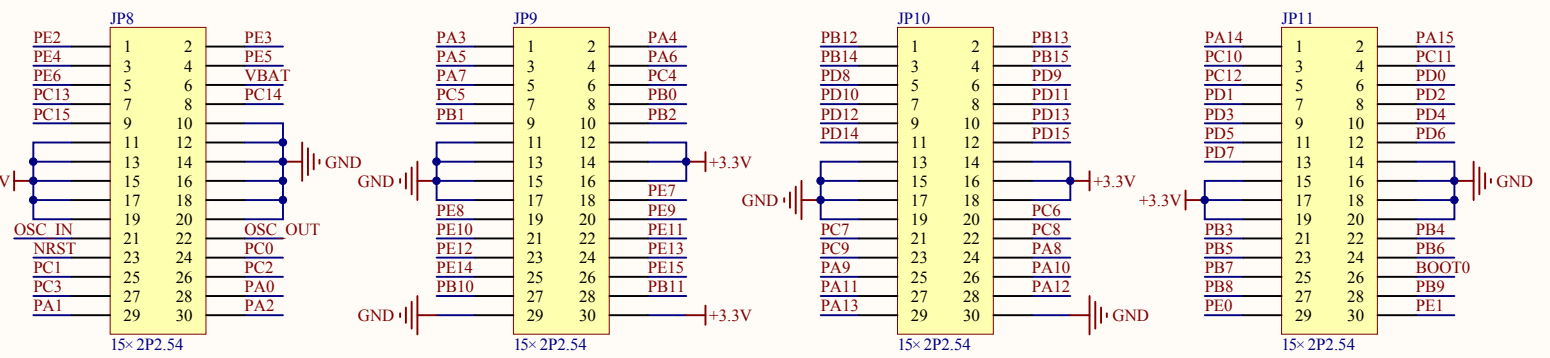 JP8
PE2 1 2 PE3
PE4 3 4 PE5
PE6 5 6 VBAT
PC13 7 8 PC14
PC15 9 10
11 12
13 14 GND
V 15 16
17 18
19 20
OSC_IN 21 22 OSC_OUT
NRST 23 24 PC0
PC1 25 26 PC2
PC3 27 28 PA0
PA1 29 30 PA2
15×2P2.54
JP9
PA3 1 2 PA4
PA5 3 4 PA6
PA7 5 6 PC4
PC5 7 8 PB0
PB1 9 10 PB2
11 12
13 14 +3.3V
GND 15 16
17 18 PE7
PE8 19 20 PE9
PE10 21 22 PE11
PE12 23 24 PE13
PE14 25 26 PE15
PB10 27 28 PB11
GND 29 30 +3.3V
15×2P2.54
JP10
PB12 1 2 PB13
PB14 3 4 PB15
PD8 5 6 PD9
PD10 7 8 PD11
PD12 9 10 PD13
PD14 11 12 PD15
13 14
15 16 +3.3V
GND 17 18
19 20 PC6
PC7 21 22 PC8
PC9 23 24 PA8
PA9 25 26 PA10
PA11 27 28 PA12
PA13 29 30 GND
15×2P2.54
JP11
PA14 1 2 PA15
PC10 3 4 PC11
PC12 5 6 PD0
PD1 7 8 PD2
PD3 9 10 PD4
PD5 11 12 PD6
PD7 13 14
15 16 GND
+3.3V 17 18
19 20
PB3 21 22 PB4
PB5 23 24 PB6
PB7 25 26 BOOT0
PB8 27 28 PB9
PE0 29 30 PE1
15×2P2.54